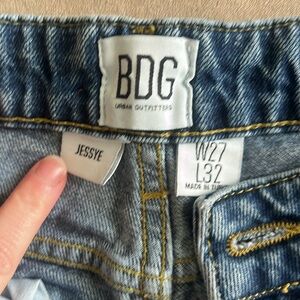 BDG
URBAN OUTFITTERS
JESSYE
W27
L32
MADE IN